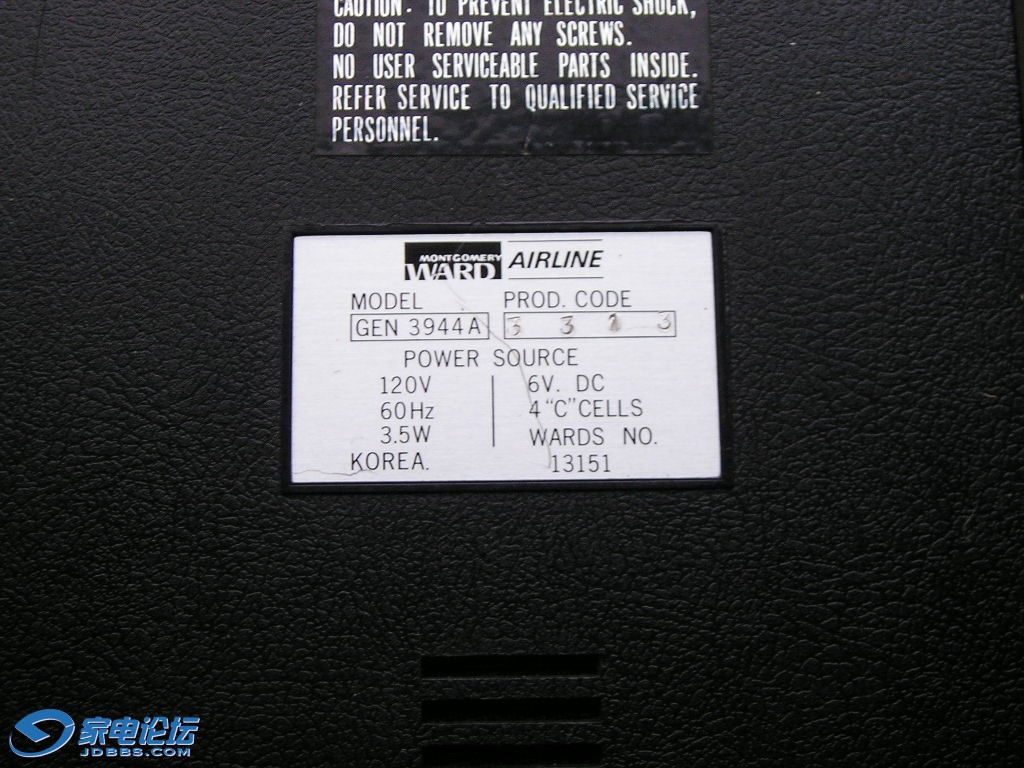 CAUTION: TO PREVENT ELECTRIC SHOCK,
DO NOT REMOVE ANY SCREWS.
NO USER SERVICEABLE PARTS INSIDE.
REFER SERVICE TO QUALIFIED SERVICE
PERSONNEL.
MONTGOMERY
WARD AIRLINE
MODEL PROD. CODE
GEN 3944A 3 3
POWER SOURCE
120V 6V. DC
60Hz 4 "C" CELLS
3.5W WARDS NO.
KOREA. 13151
家电论坛
JDBBS.COM